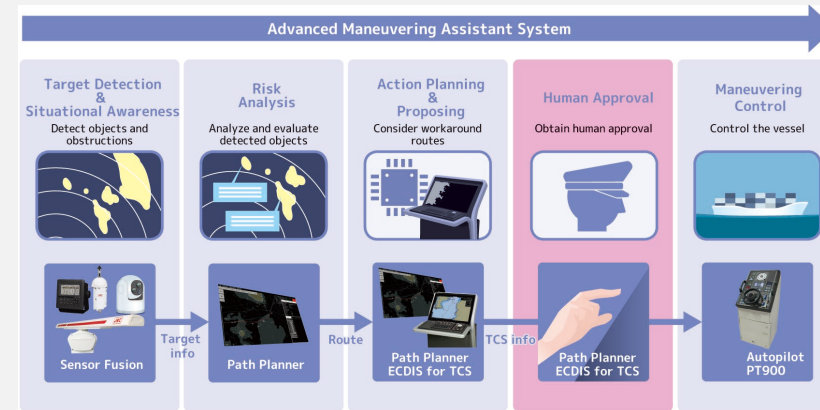 Advanced Maneuvering Assistant System
Target Detection
&
Situational Awareness
Detect objects and
obstructions
Risk
Analysis
Analyze and evaluate
detected objects
Action Planning
&
Proposing
Consider workaround
routes
Human Approval
Obtain human approval
Maneuvering
Control
Control the vessel
Sensor Fusion
Target
info
Path Planner
Route
Path Planner
ECDIS for TCS
TCS info
Path Planner
ECDIS for TCS
Autopilot
PT900